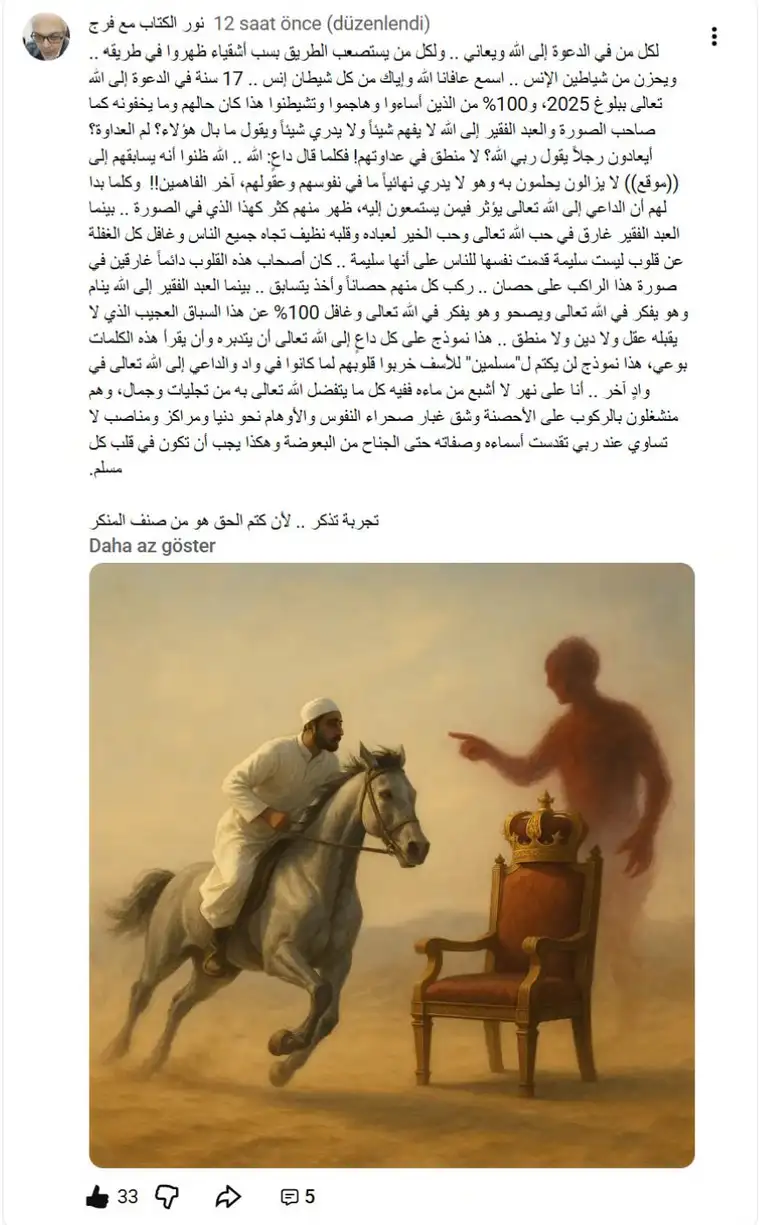 نور الكتاب مع فرج 12 saat önce (düzenlendi)
لكل من في الدعوة إلى الله ويعاني .. ولكل من يستصعب الطريق بسب أشقياء ظهروا في طريقه ..
ويحزن من شياطين الإنس .. اسمع عافانا الله وإياك من كل شيطان إنس .. 17 سنة في الدعوة إلى الله
تعالى ببلوغ 2025، و100% من الذين أساءوا وهاجموا وتشيطنوا هذا كان حالهم وما يخفونه كما
صاحب الصورة والعبد الفقير إلى الله لا يفهم شيئاً ولا يدري شيئاً ويقول ما بال هؤلاء؟ لم العداوة؟
أيعادون رجلاً يقول ربي الله؟ لا منطق في عداوتهم! فكلما قال داعٍ: الله .. الله ظنوا أنه يسابقهم إلى
((موقع)) لا يزالون يحلمون به وهو لا يدري نهائياً ما في نفوسهم وعقولهم، آخر الفاهمين!! وكلما بدا
لهم أن الداعي إلى الله تعالى يؤثر فيمن يستمعون إليه، ظهر منهم كثر كهذا الذي في الصورة .. بينما
العبد الفقير غارق في حب الله تعالى وحب الخير لعباده وقلبه نظيف تجاه جميع الناس وغافل كل الغفلة
عن قلوب ليست سليمة قدمت نفسها للناس على أنها سليمة .. كان أصحاب هذه القلوب دائماً غارقين في
صورة هذا الراكب على حصان .. ركب كل منهم حصاناً وأخذ يتسابق .. بينما العبد الفقير إلى الله ينام
وهو يفكر في الله تعالى ويصحو وهو يفكر في الله تعالى وغافل 100% عن هذا السباق العجيب الذي لا
يقبله عقل ولا دين ولا منطق .. هذا نموذج على كل داعٍ إلى الله تعالى أن يتدبره وأن يقرأ هذه الكلمات
بوعي، هذا نموذج لن يكتم ل"مسلمين" للأسف خربوا قلوبهم لما كانوا في واد والداعي إلى الله تعالى في
وادٍ آخر .. أنا على نهر لا أشبع من ماءه ففيه كل ما يتفضل الله تعالى به من تجليات وجمال، وهم
منشغلون بالركوب على الأحصنة وشق غبار صحراء النفوس والأوهام نحو دنيا ومراكز ومناصب لا
تساوي عند ربي تقدست أسماءه وصفاته حتى الجناح من البعوضة وهكذا يجب أن تكون في قلب كل
مسلم.
تجربة تذكر .. لأن كتم الحق هو من صنف المنكر
Daha az göster
33
5